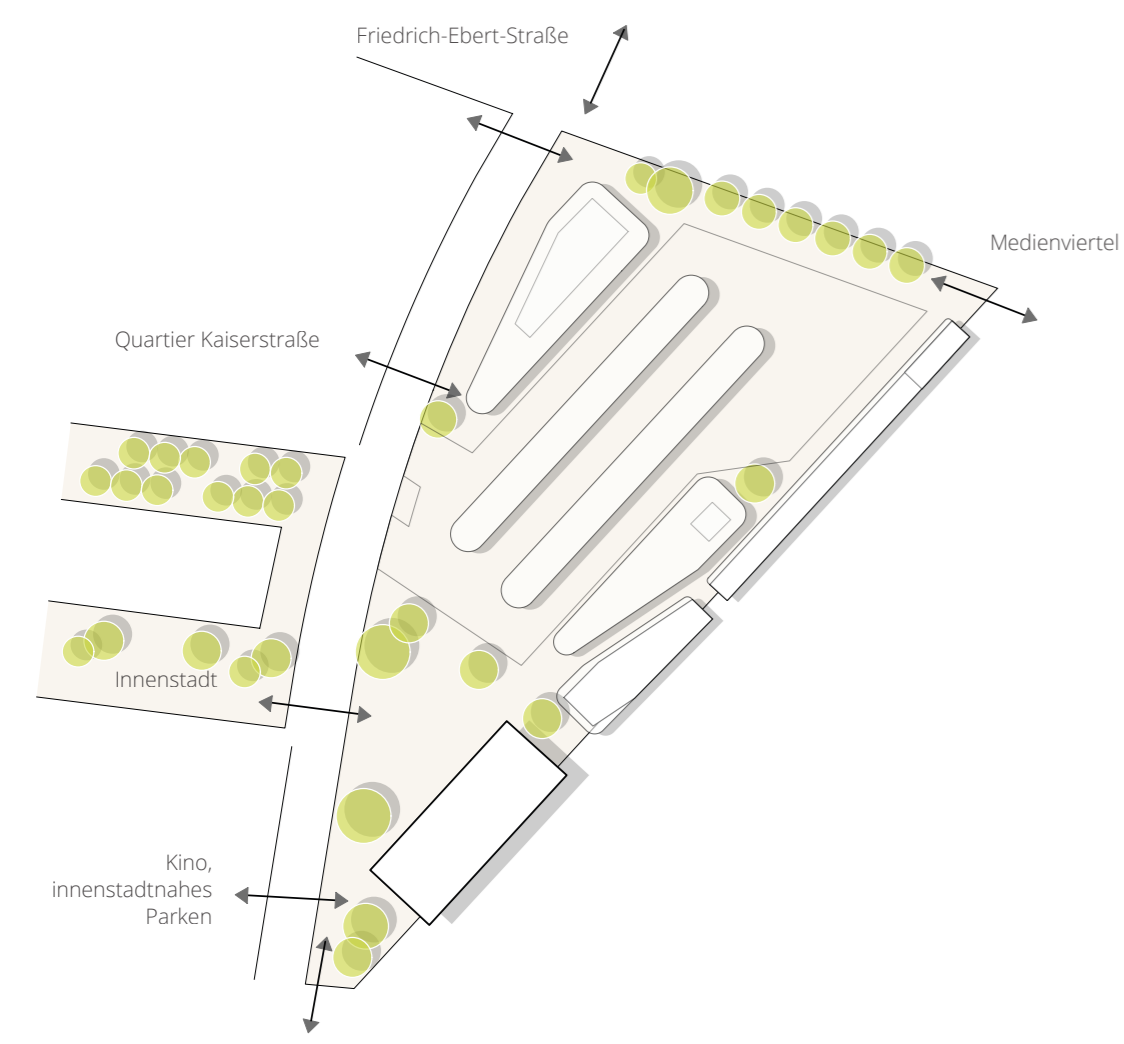 Friedrich-Ebert-Straße
Medienviertel
Quartier Kaiserstraße
Innenstadt
Kino,
innenstadtnahes
Parken